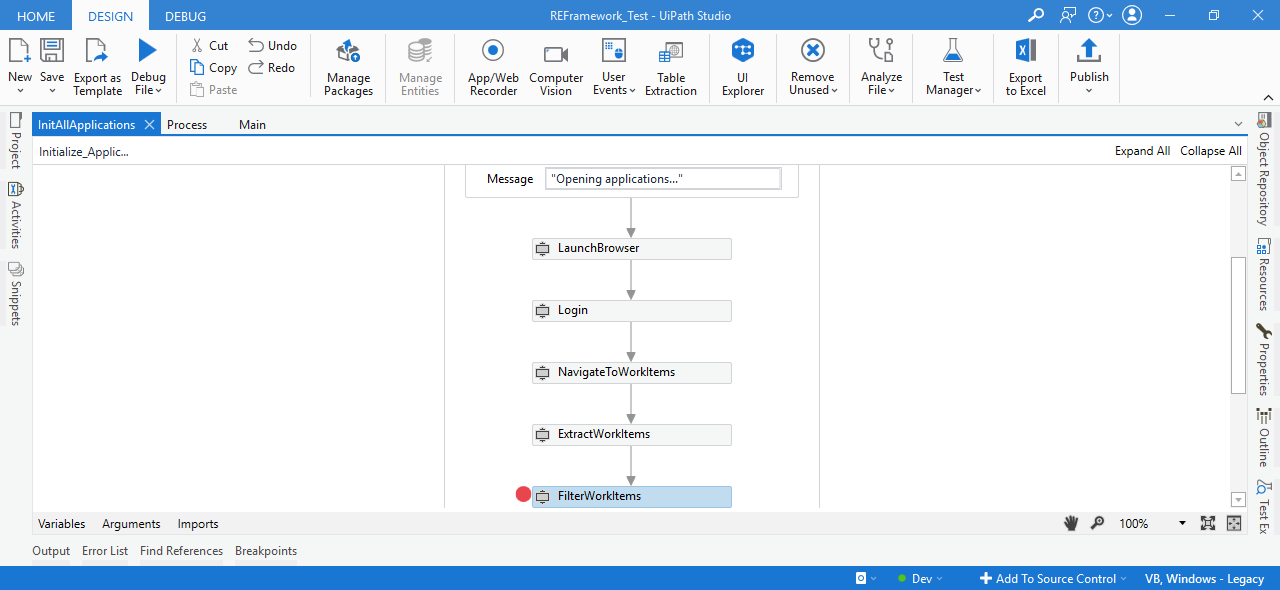 HOME DESIGN DEBUG REFramework_Test - UiPath Studio
New Save Export as Template Debug File Cut Copy Paste Undo Redo Manage Packages Manage Entities App/Web Recorder Computer Vision User Events Table Extraction UI Explorer Remove Unused Analyze File Test Manager Export to Excel Publish
InitAllApplications Process Main
Initialize_Applic... Expand All Collapse All
Message "Opening applications..."
LaunchBrowser
Login
NavigateToWorkItems
ExtractWorkItems
FilterWorkItems
Project
Activities
Snippets
Object Repository
Resources
Properties
Outline
Test Ex
Variables Arguments Imports 100%
Output Error List Find References Breakpoints
Dev Add To Source Control VB, Windows - Legacy